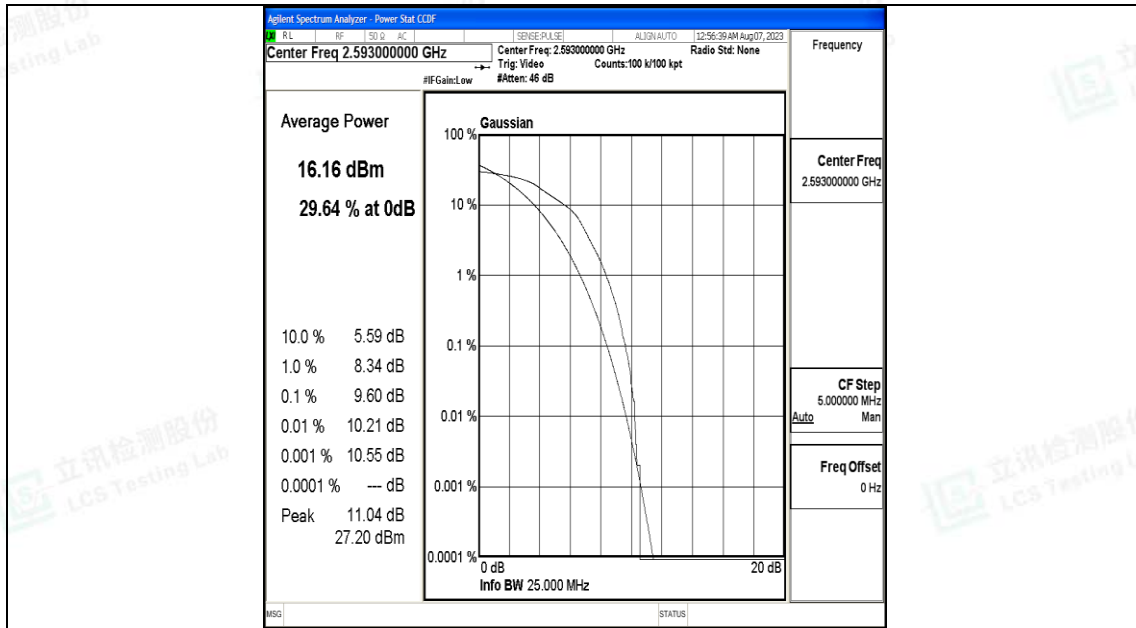 Agilent Spectrum Analyzer - Power Stat CCDF
RL RF 50 Ω AC SENSE:PULSE ALIGNAUTO 12:56:39 AM Aug07, 2023
Center Freq 2.593000000 GHz
Center Freq: 2.593000000 GHz Radio Std: None
Trig: Video Counts:100 k/100 kpt
#IFGain:Low #Atten: 46 dB
Frequency
Average Power
16.16 dBm
29.64 % at 0dB
10.0 % 5.59 dB
1.0 % 8.34 dB
0.1 % 9.60 dB
0.01 % 10.21 dB
0.001 % 10.55 dB
0.0001 % --- dB
Peak 11.04 dB
27.20 dBm
Gaussian
100 %
10 %
1 %
0.1 %
0.01 %
0.001 %
0.0001 %
0 dB 20 dB
Info BW 25.000 MHz
Center Freq
2.593000000 GHz
CF Step
5.000000 MHz
Auto Man
Freq Offset
0 Hz
MSG STATUS
立讯检测股份
LCS Testing Lab
立讯检测股份